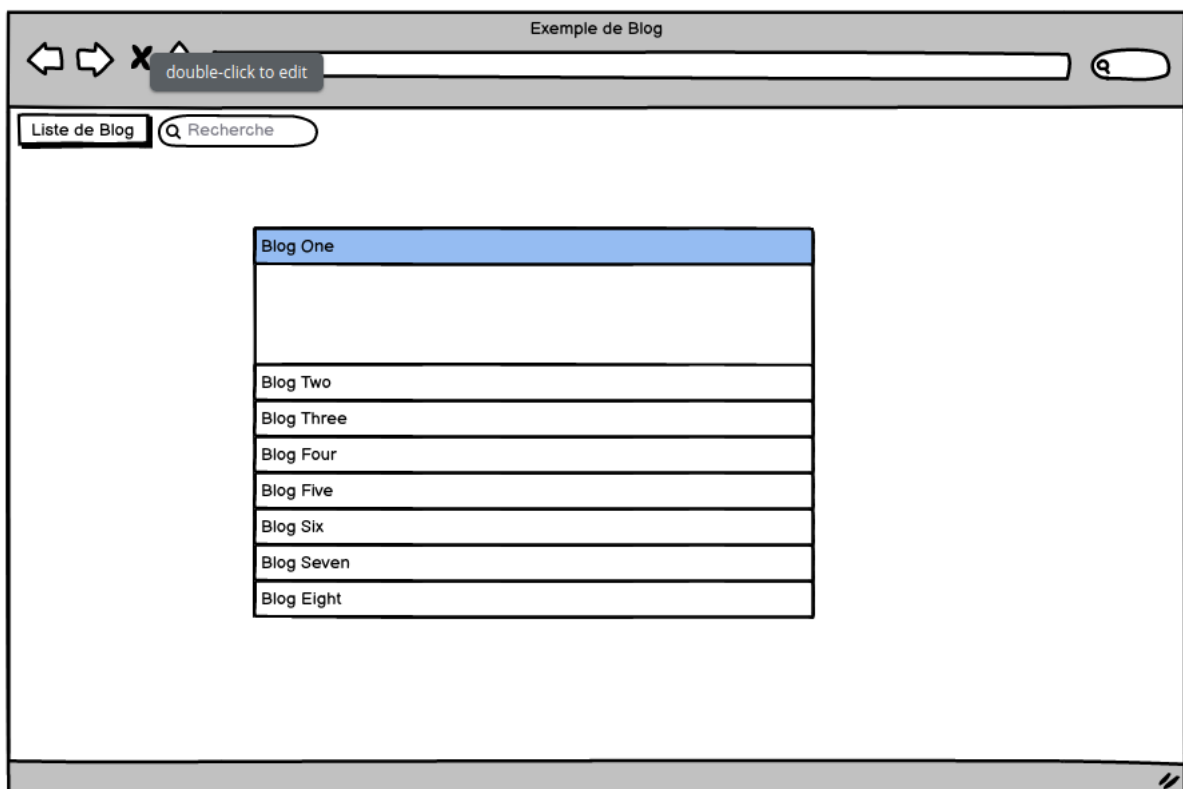 Exemple de Blog
double-click to edit
Liste de Blog
Recherche
Blog One
Blog Two
Blog Three
Blog Four
Blog Five
Blog Six
Blog Seven
Blog Eight